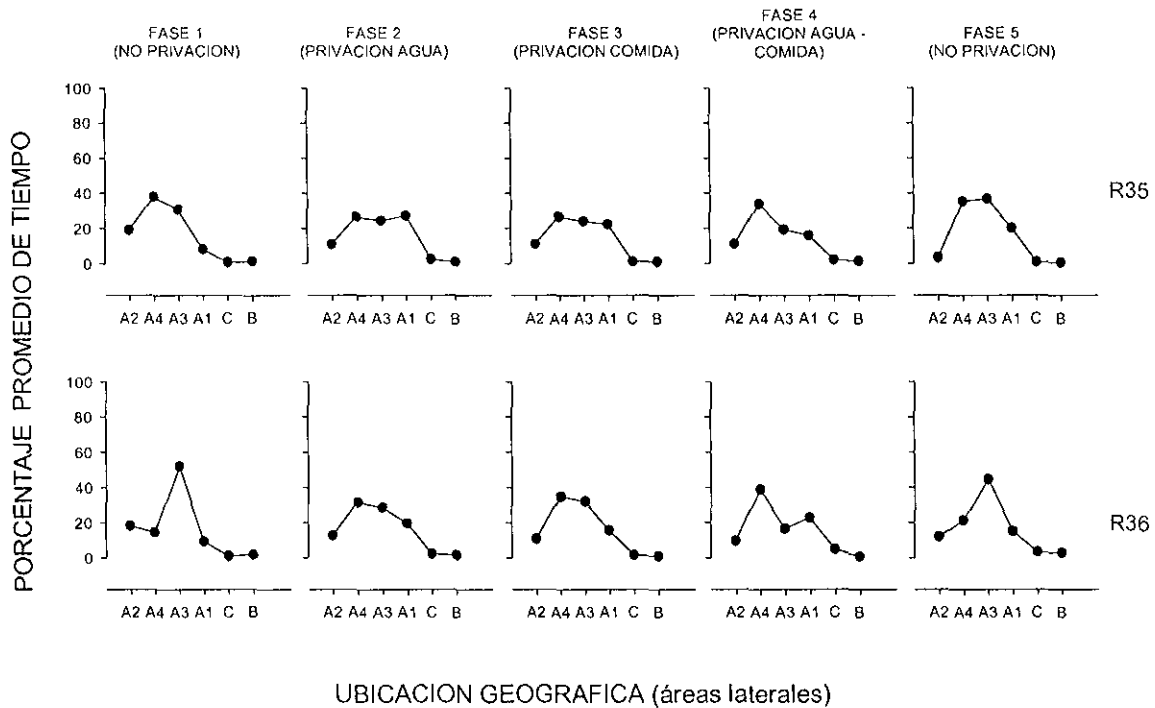 FASE 1
(NO PRIVACION)
FASE 2
(PRIVACION AGUA)
FASE 3
(PRIVACION COMIDA)
FASE 4
(PRIVACION AGUA -
COMIDA)
FASE 5
(NO PRIVACION)
PORCENTAJE PROMEDIO DE TIEMPO
100
80
60
40
20
0
R35
A2 A4 A3 A1 C B
A2 A4 A3 A1 C B
A2 A4 A3 A1 C B
A2 A4 A3 A1 C B
A2 A4 A3 A1 C B
100
80
60
40
20
0
R36
A2 A4 A3 A1 C B
A2 A4 A3 A1 C B
A2 A4 A3 A1 C B
A2 A4 A3 A1 C B
A2 A4 A3 A1 C B
UBICACION GEOGRAFICA (áreas laterales)